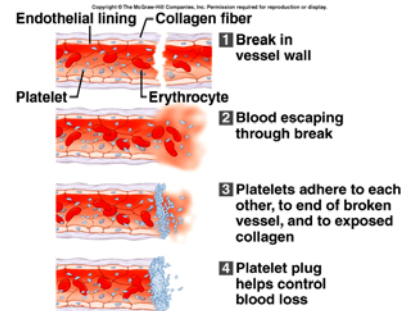 Copyright © The McGraw-Hill Companies, Inc. Permission required for reproduction or display.
Endothelial lining
Collagen fiber
1 Break in
vessel wall
Platelet
Erythrocyte
2 Blood escaping
through break
3 Platelets adhere to each
other, to end of broken
vessel, and to exposed
collagen
4 Platelet plug
helps control
blood loss